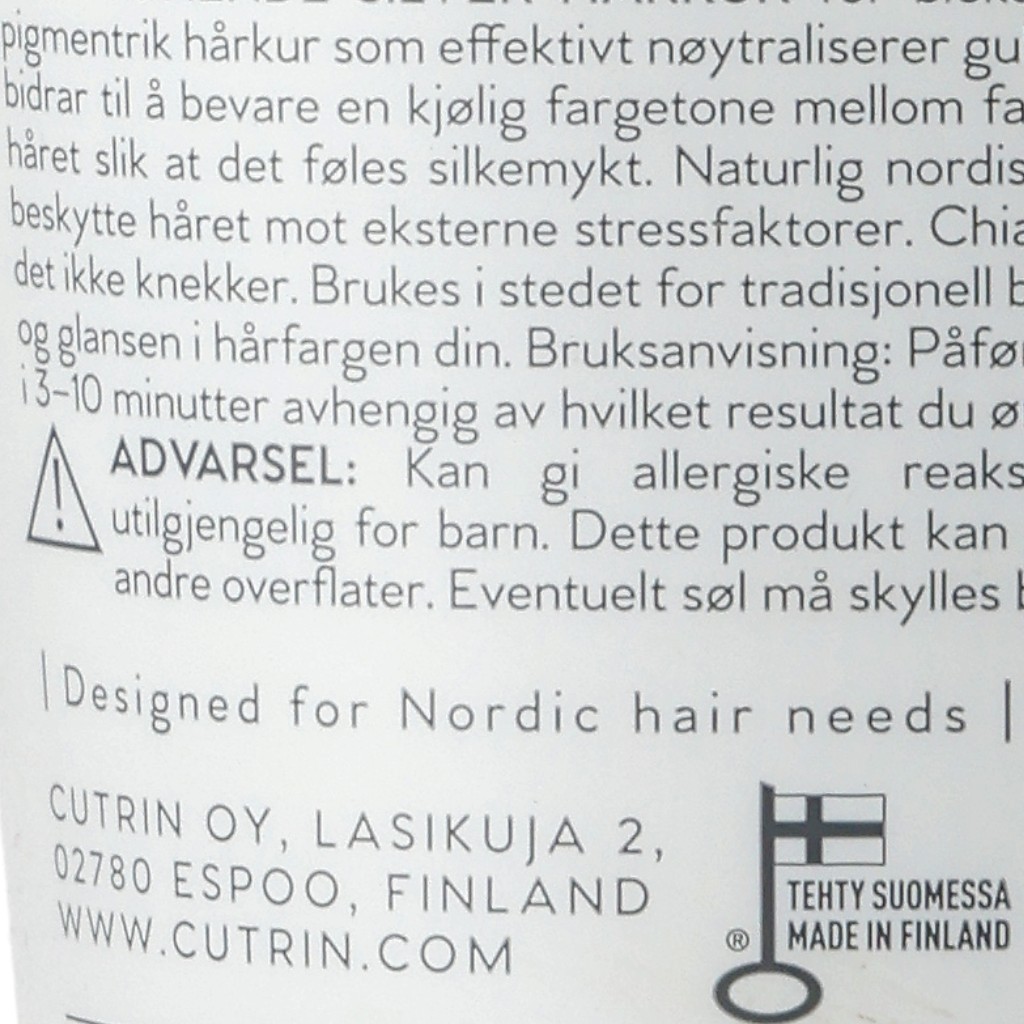 pigmentrik hårkur som effektivt nøytraliserer gu
bidrar til å bevare en kjølig fargetone mellom fa
håret slik at det føles silkemykt. Naturlig nordis
beskytte håret mot eksterne stressfaktorer. Chia
det ikke knekker. Brukes i stedet for tradisjonell b
og glansen i hårfargen din. Bruksanvisning: Påfør
i 3-10 minutter avhengig av hvilket resultat du ø
ADVARSEL: Kan gi allergiske reaks
utilgjengelig for barn. Dette produkt kan
andre overflater. Eventuelt søl må skylles b
| Designed for Nordic hair needs |
CUTRIN OY, LASIKUJA 2,
02780 ESPOO, FINLAND
WWW.CUTRIN.COM
TEHTY SUOMESSA
® MADE IN FINLAND